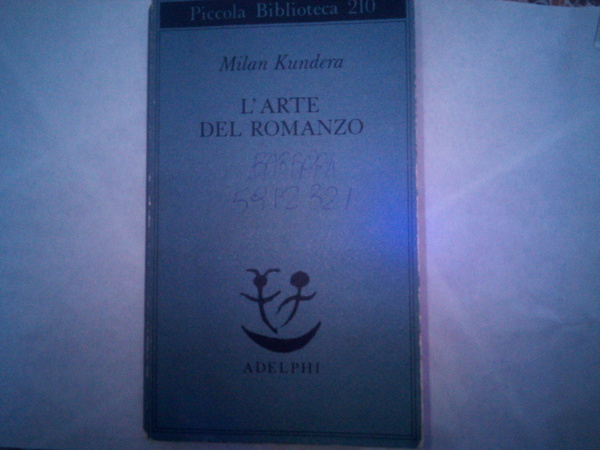 Piccola Biblioteca 210
Milan Kundera
L'ARTE
DEL ROMANZO
ADELPHI